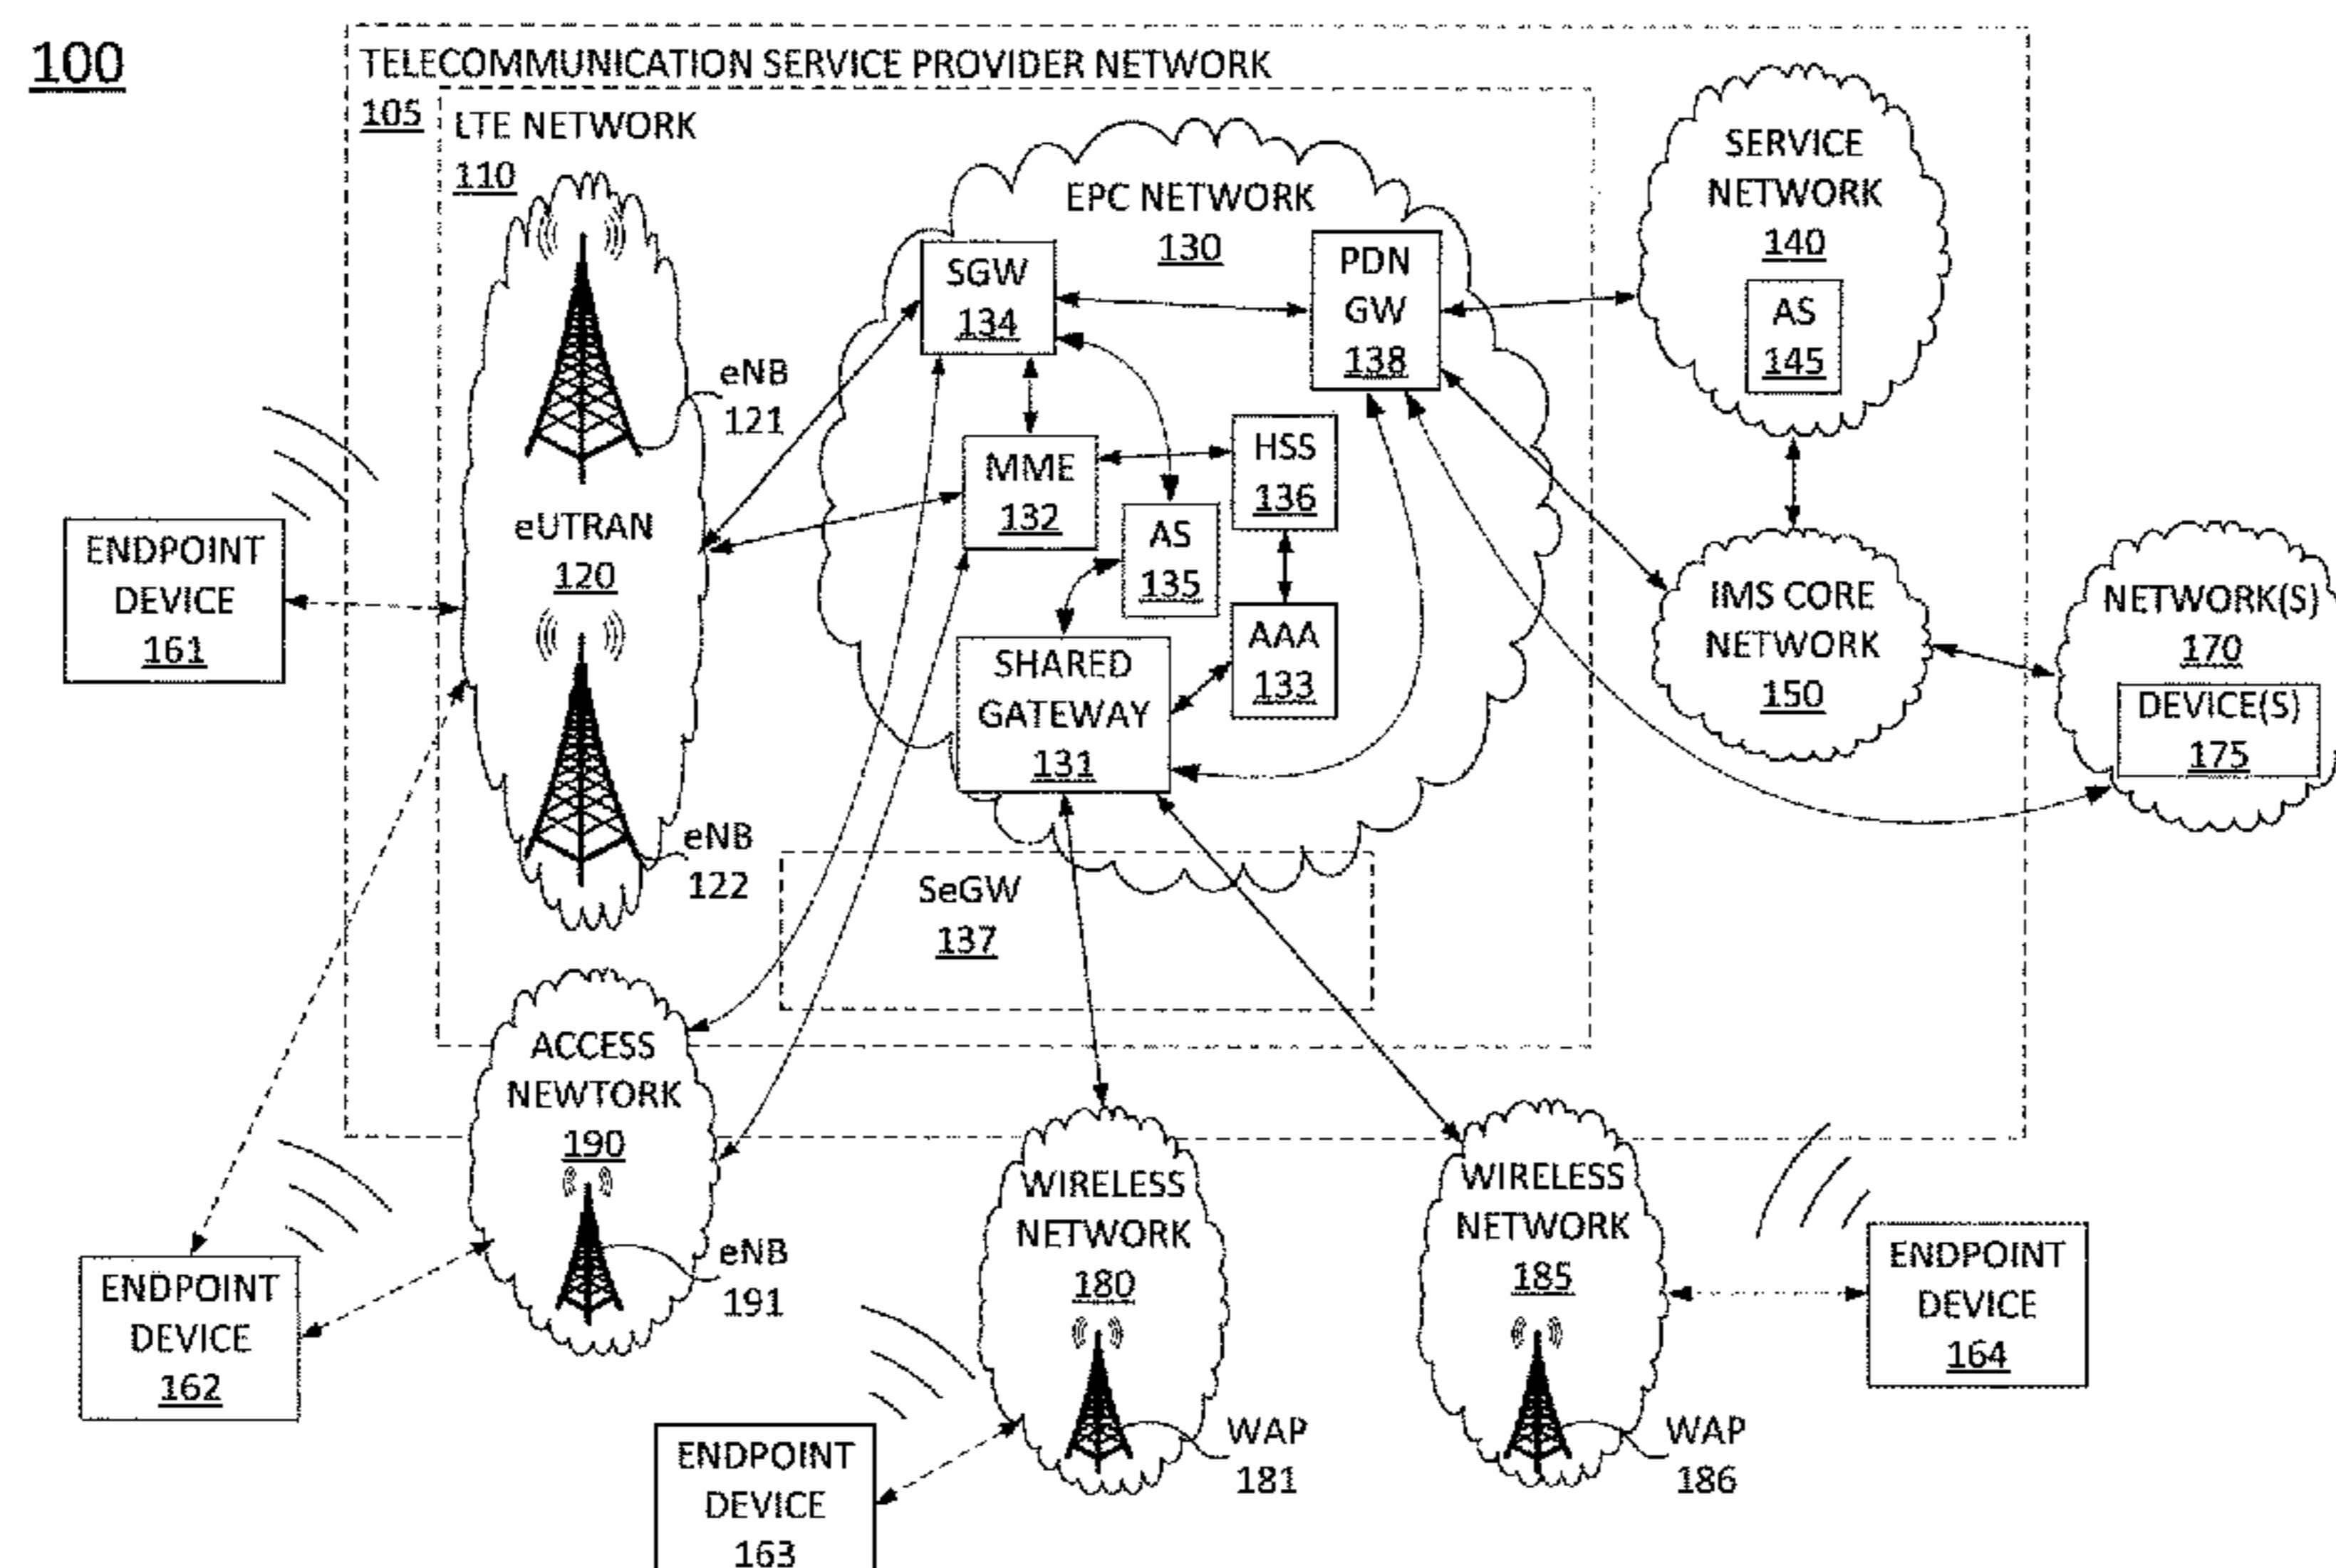 100
TELECOMMUNICATION SERVICE PROVIDER NETWORK
105
LTE NETWORK
110
eNB
121
eUTRAN
120
eNB
122
EPC NETWORK
130
SGW
134
PDN
GW
138
MME
132
HSS
136
AS
135
AAA
133
SHARED
GATEWAY
131
SeGW
137
SERVICE
NETWORK
140
AS
145
IMS CORE
NETWORK
150
NETWORK(S)
170
DEVICE(S)
175
ENDPOINT
DEVICE
161
ACCESS
NEWTORK
190
eNB
191
ENDPOINT
DEVICE
162
WIRELESS
NETWORK
180
WAP
181
ENDPOINT
DEVICE
163
WIRELESS
NETWORK
185
WAP
186
ENDPOINT
DEVICE
164